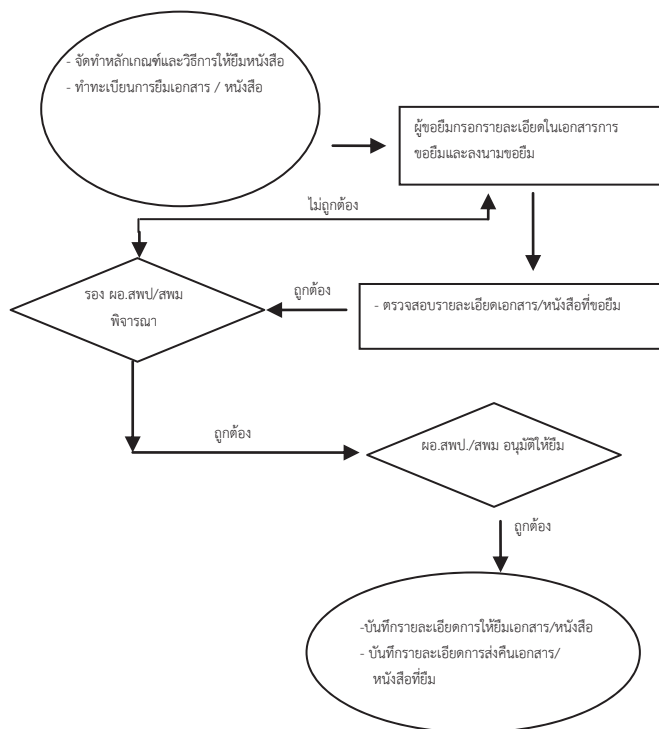 - จัดทำหลักเกณฑ์และวิธีการให้ยืมหนังสือ
- ทำทะเบียนการยืมเอกสาร / หนังสือ
ผู้ขอยืมกรอกรายละเอียดในเอกสารการ
ขอยืมและลงนามขอยืม
ไม่ถูกต้อง
รอง ผอ.สพป/สพม
พิจารณา
ถูกต้อง
- ตรวจสอบรายละเอียดเอกสาร/หนังสือที่ขอยืม
ถูกต้อง
ผอ.สพป./สพม อนุมัติให้ยืม
ถูกต้อง
-บันทึกรายละเอียดการให้ยืมเอกสาร/หนังสือ
- บันทึกรายละเอียดการส่งคืนเอกสาร/
หนังสือที่ยืม